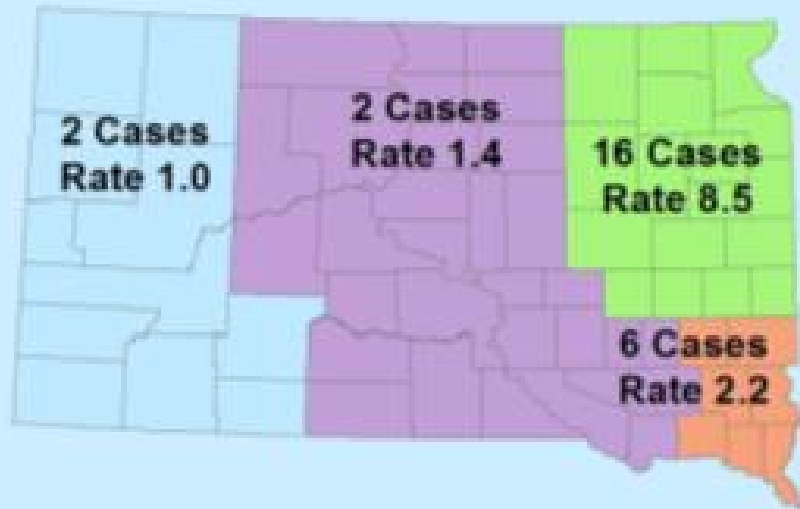 2 Cases
Rate 1.0
2 Cases
Rate 1.4
16 Cases
Rate 8.5
6 Cases
Rate 2.2